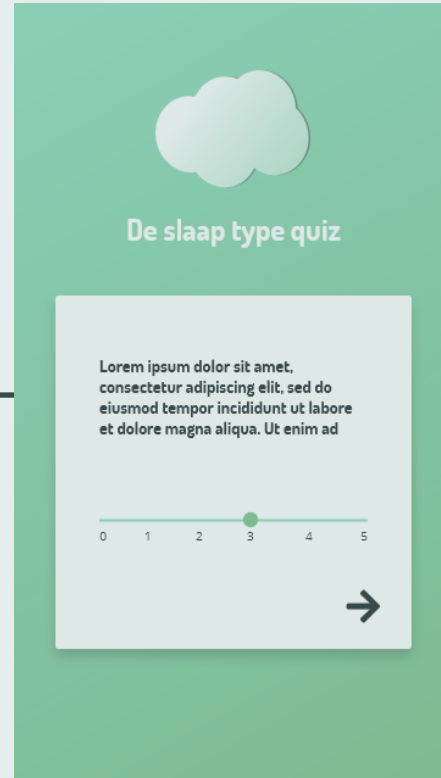 De slaap type quiz
Lorem ipsum dolor sit amet,
consectetur adipiscing elit, sed do
eiusmod tempor incididunt ut labore
et dolore magna aliqua. Ut enim ad
0 1 2 3 4 5